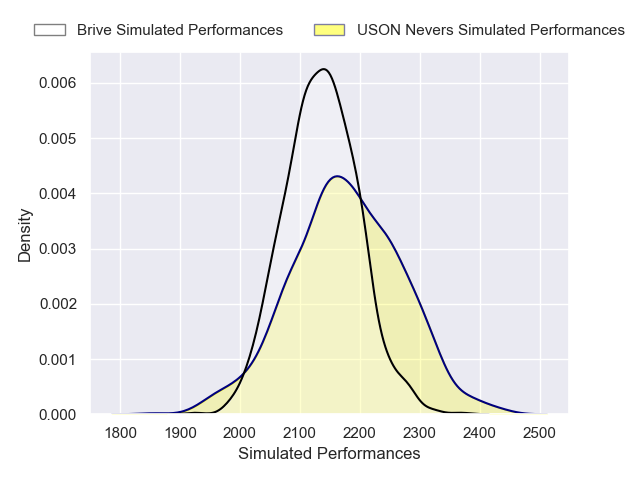 Brive Simulated Performances USON Nevers Simulated Performances
0.006
0.005
0.004
0.003
0.002
0.001
0.000
Density
1800 1900 2000 2100 2200 2300 2400 2500
Simulated Performances